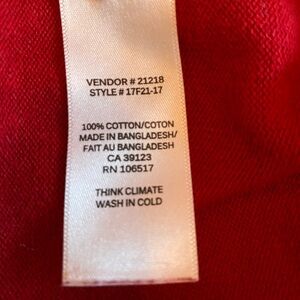 VENDOR # 21218
STYLE # 17F21-17
100% COTTON/COTON
MADE IN BANGLADESH/
FAIT AU BANGLADESH
CA 39123
RN 106517
THINK CLIMATE
WASH IN COLD